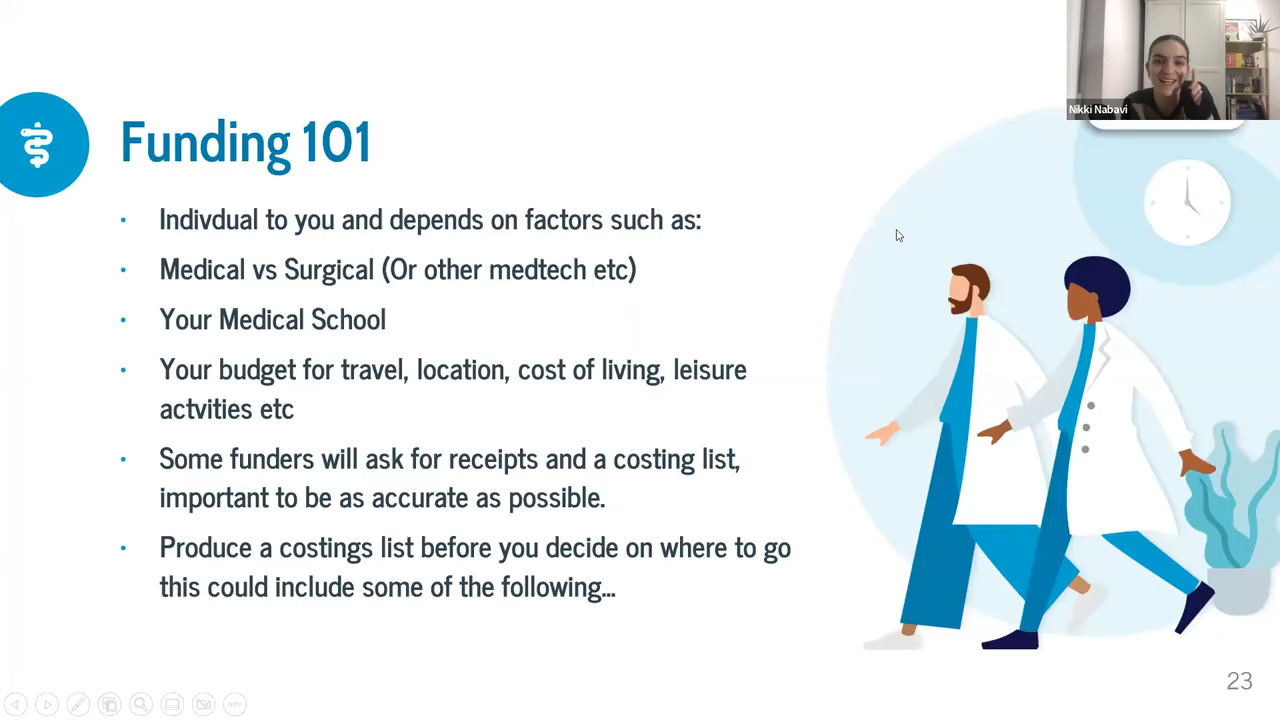 Nikki Nabavi
Funding 101
• Indivdual to you and depends on factors such as:
• Medical vs Surgical (Or other medtech etc)
• Your Medical School
• Your budget for travel, location, cost of living, leisure
actvities etc
• Some funders will ask for receipts and a costing list,
important to be as accurate as possible.
• Produce a costings list before you decide on where to go
this could include some of the following...
23